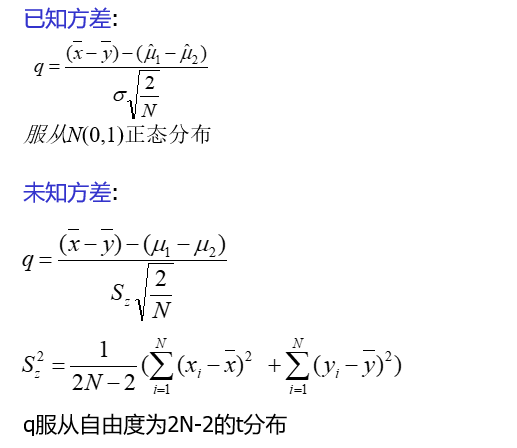 已知方差:
q = \frac{(\bar{x} - \bar{y}) - (\hat{\mu}_1 - \hat{\mu}_2)}{\sigma\sqrt{\frac{2}{N}}}
服从N(0,1)正态分布
未知方差:
q = \frac{(\bar{x} - \bar{y}) - (\mu_1 - \mu_2)}{S_z\sqrt{\frac{2}{N}}}
S_z^2 = \frac{1}{2N-2}(\sum_{i=1}^{N}(x_i - \bar{x})^2 + \sum_{i=1}^{N}(y_i - \bar{y})^2)
q服从自由度为2N-2的t分布